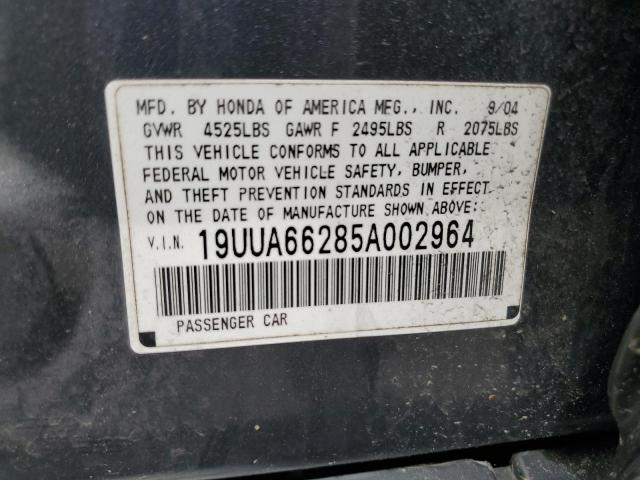 MFD. BY HONDA OF AMERICA MFG., INC. 9/04
GVWR 4525LBS GAWR F 2495LBS R 2075LBS
THIS VEHICLE CONFORMS TO ALL APPLICABLE
FEDERAL MOTOR VEHICLE SAFETY, BUMPER,
AND THEFT PREVENTION STANDARDS IN EFFECT
ON THE DATE OF MANUFACTURE SHOWN ABOVE:
V.I.N. 19UUA66285A002964
PASSENGER CAR